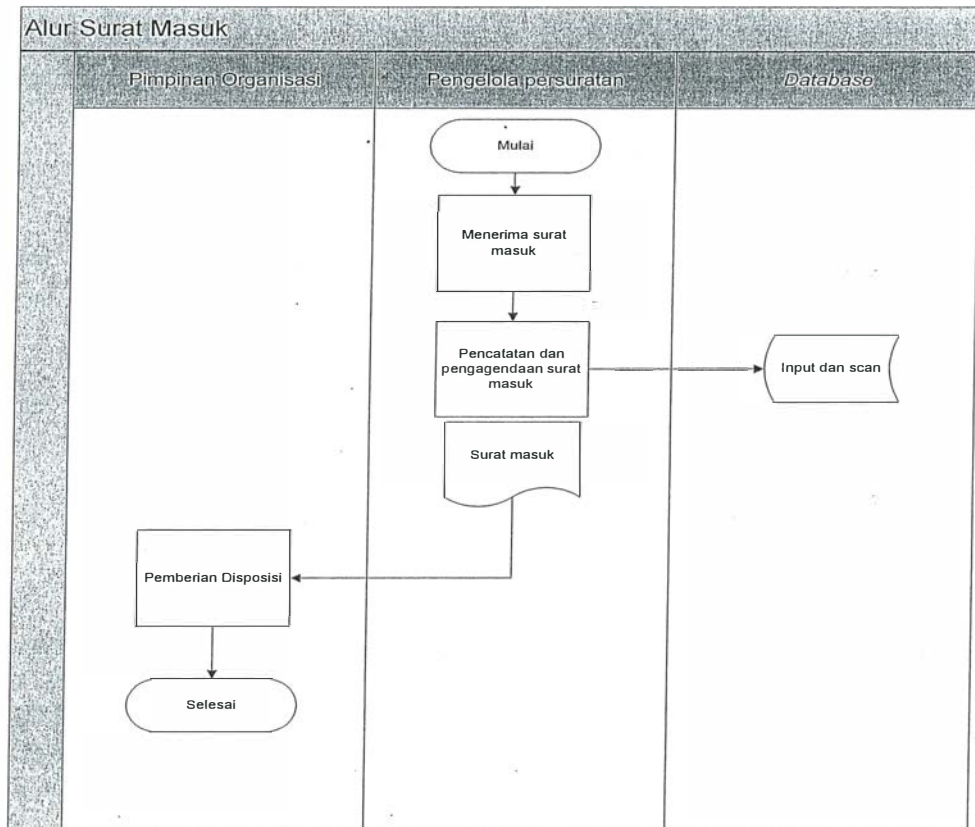 Alur Surat Masuk
Pimpinan Organisasi
Pengelola persuratan
Database
Mulai
Menerima surat
masuk
Pencatatan dan
pengagendaan surat
masuk
Input dan scan
Surat masuk
Pemberian Disposisi
Selesai